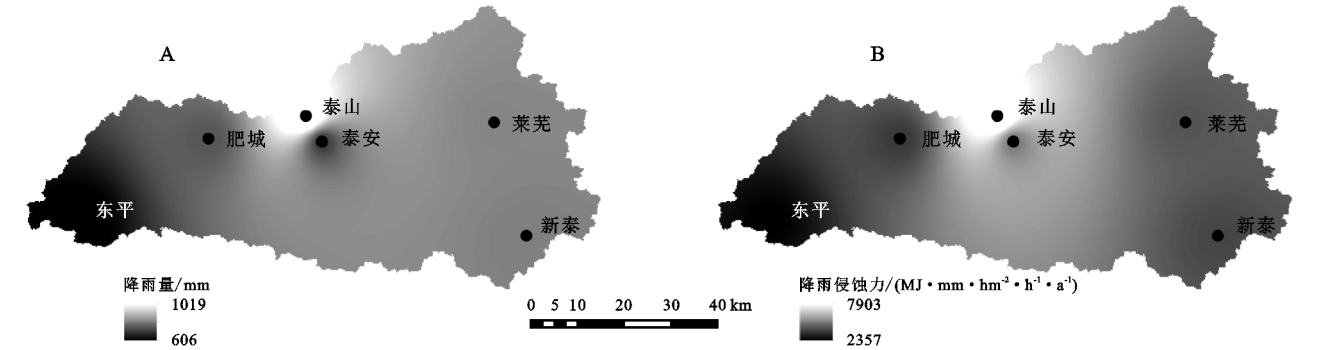 A
泰山
肥城
泰安
莱芜
东平
新泰
降雨量/mm
1019
606
0 5 10 20 30 40 km
B
泰山
肥城
泰安
莱芜
东平
新泰
降雨侵蚀力/(MJ·mm·hm⁻²·h⁻¹·a⁻¹)
7903
2357